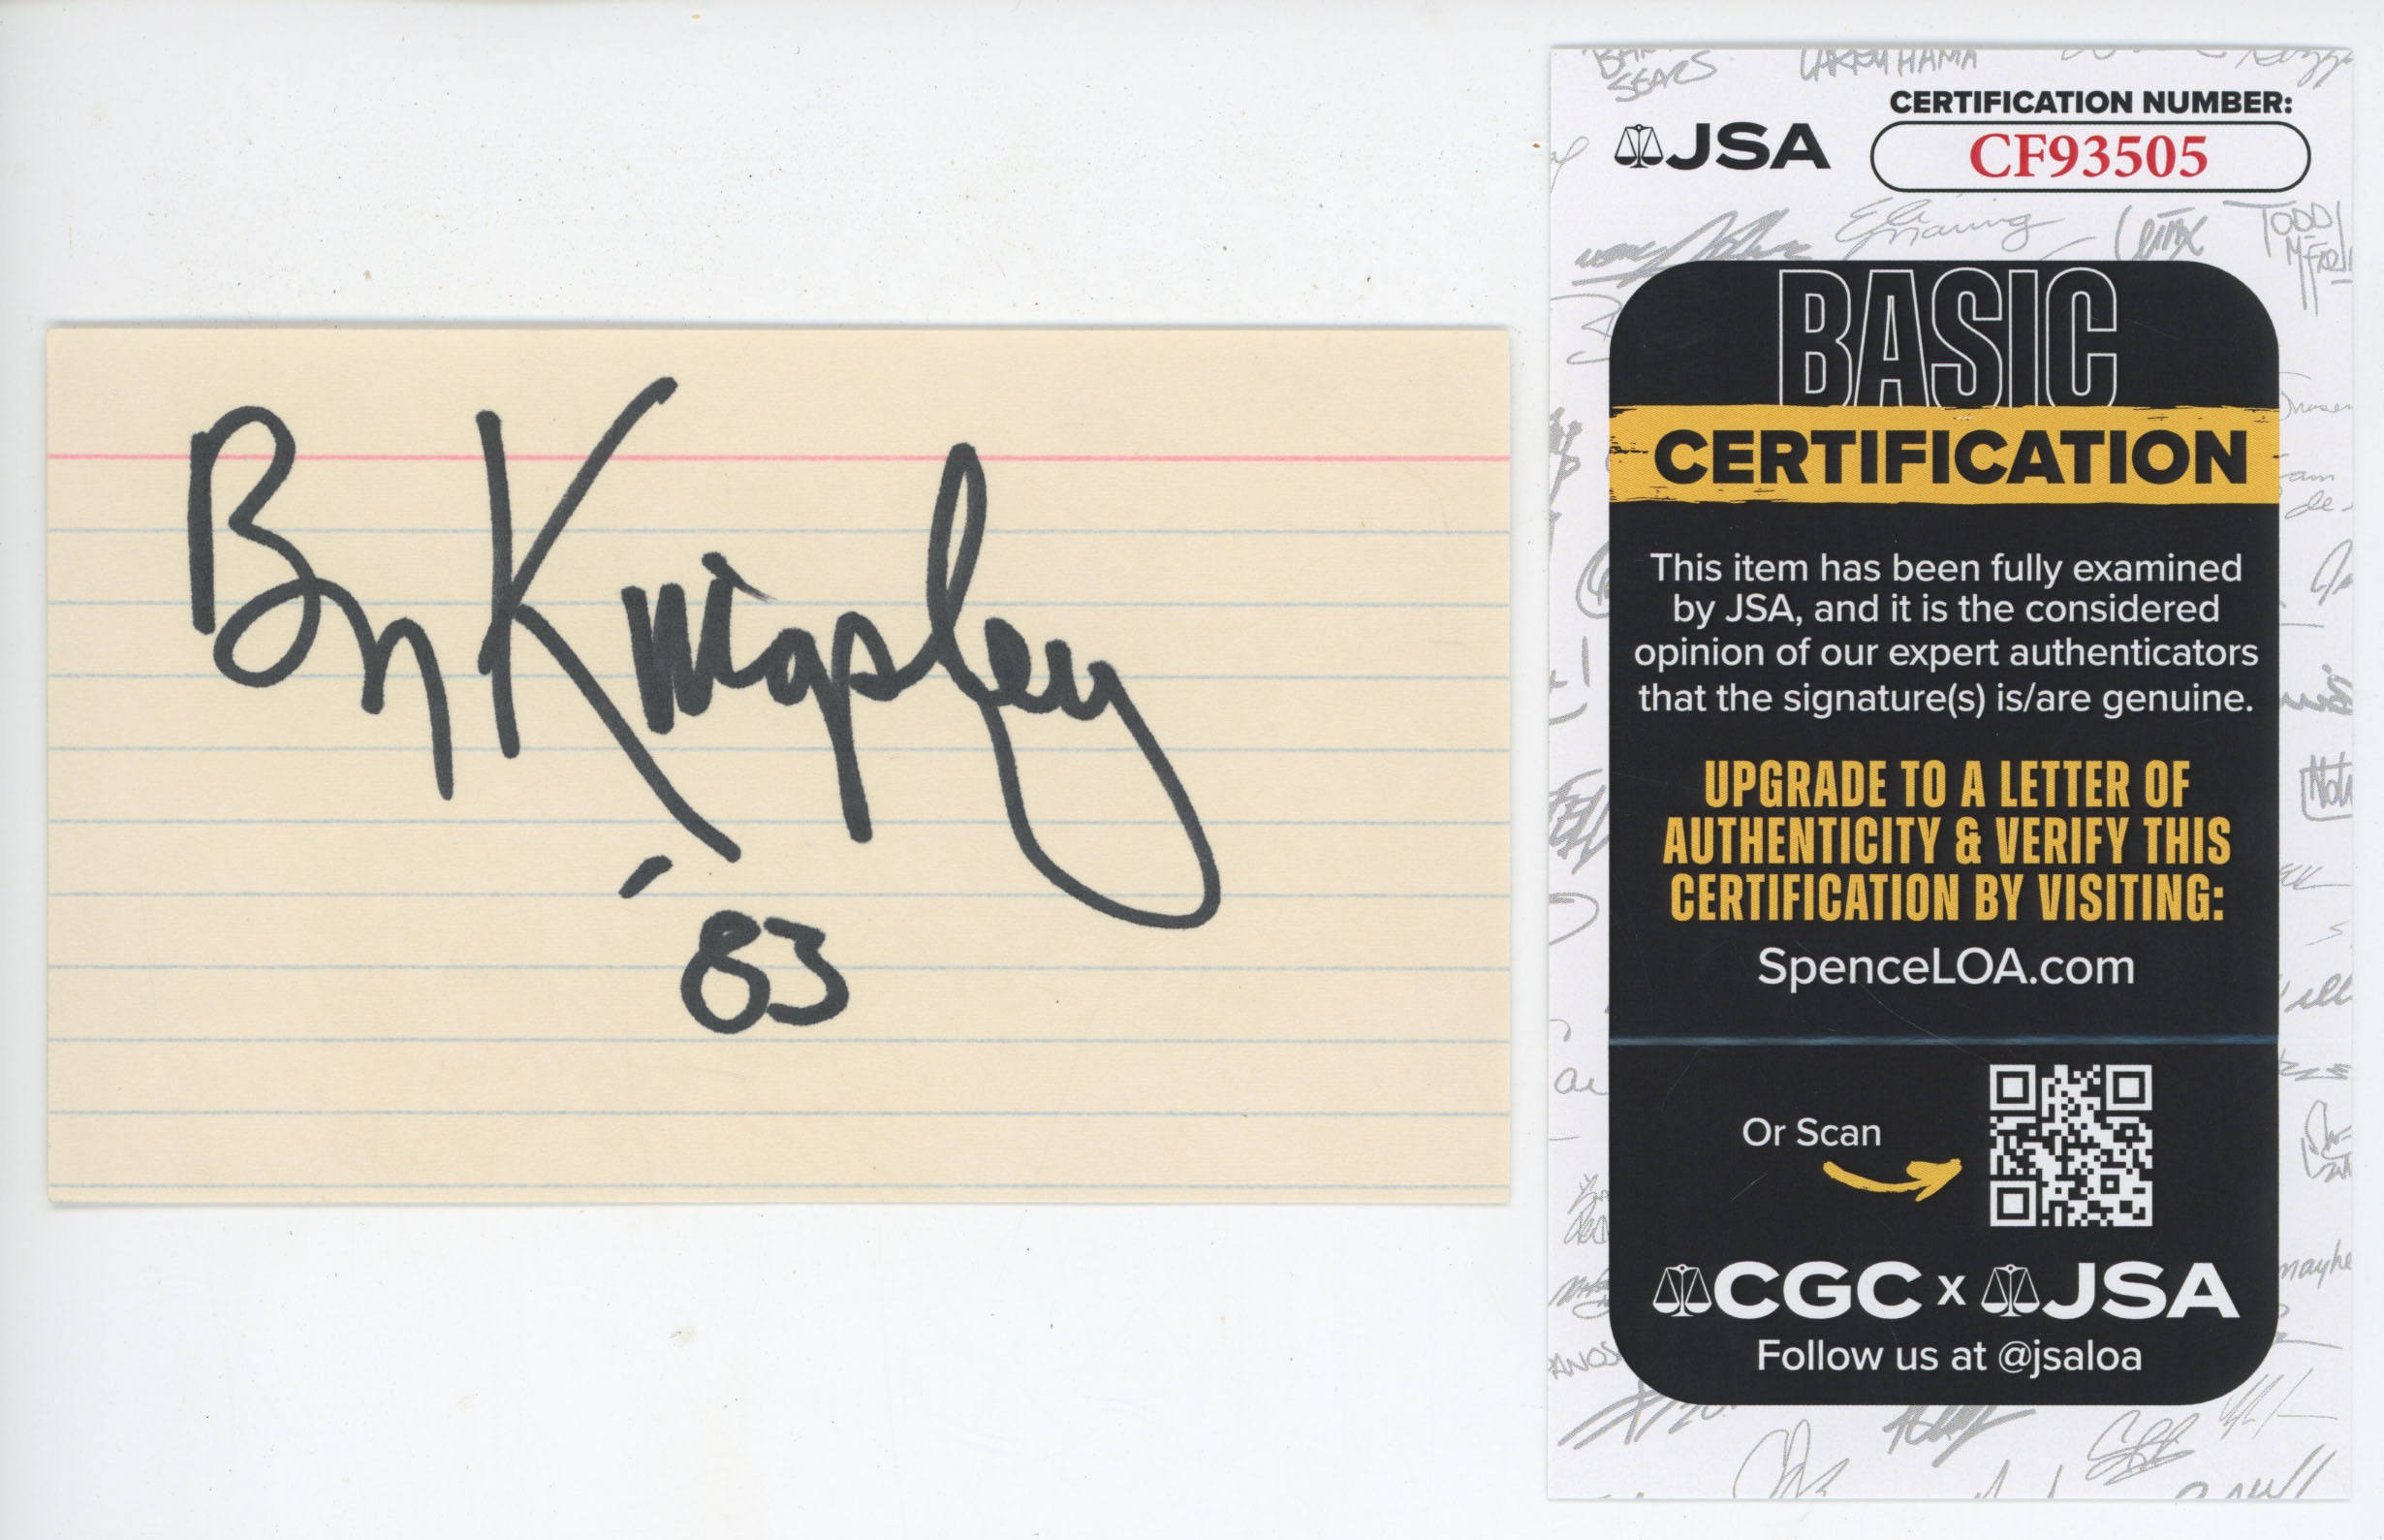 Ben Kingsley
'83
JSA
CERTIFICATION NUMBER:
CF93505
BASIC
CERTIFICATION
This item has been fully examined
by JSA, and it is the considered
opinion of our expert authenticators
that the signature(s) is/are genuine.
UPGRADE TO A LETTER OF
AUTHENTICITY & VERIFY THIS
CERTIFICATION BY VISITING:
SpenceLOA.com
Or Scan
CGC x JSA
Follow us at @jsaloa